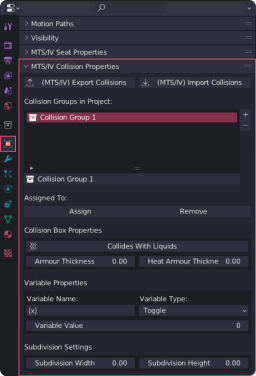 Motion Paths
Visibility
MTS/IV Seat Properties
MTS/IV Collision Properties
(MTS/IV) Export Collisions (MTS/IV) Import Collisions
Collision Groups in Project:
Collision Group 1
Collision Group 1
Assigned To:
Assign Remove
Collision Box Properties
Collides With Liquids
Armour Thickness 0.00 Heat Armour Thickne 0.00
Variable Properties
Variable Name: Variable Type:
(x) Toggle
Variable Value 0
Subdivision Settings
Subdivision Width 0.00 Subdivision Height 0.00